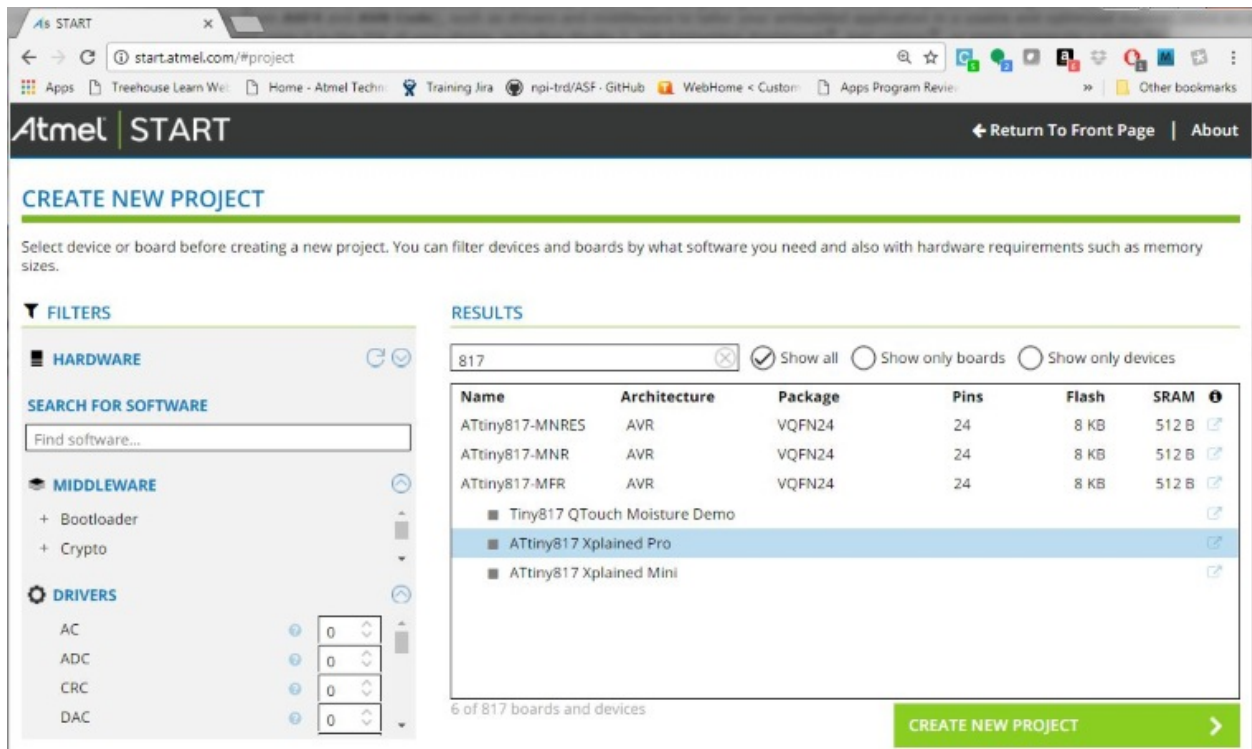 As START
start.atmel.com/#project
Apps Treehouse Learn We Home - Atmel Techn Training Jira npi-trd/ASF - GitHub WebHome < Custom Apps Program Revie » Other bookmarks
Atmel START
Return To Front Page | About
CREATE NEW PROJECT
Select device or board before creating a new project. You can filter devices and boards by what software you need and also with hardware requirements such as memory
sizes.
FILTERS
HARDWARE
SEARCH FOR SOFTWARE
Find software...
MIDDLEWARE
+ Bootloader
+ Crypto
DRIVERS
AC 0
ADC 0
CRC 0
DAC 0
RESULTS
817 Show all Show only boards Show only devices
Name Architecture Package Pins Flash SRAM
ATtiny817-MNRES AVR VQFN24 24 8 KB 512 B
ATtiny817-MNR AVR VQFN24 24 8 KB 512 B
ATtiny817-MFR AVR VQFN24 24 8 KB 512 B
Tiny817 QTouch Moisture Demo
ATtiny817 Xplained Pro
ATtiny817 Xplained Mini
6 of 817 boards and devices
CREATE NEW PROJECT